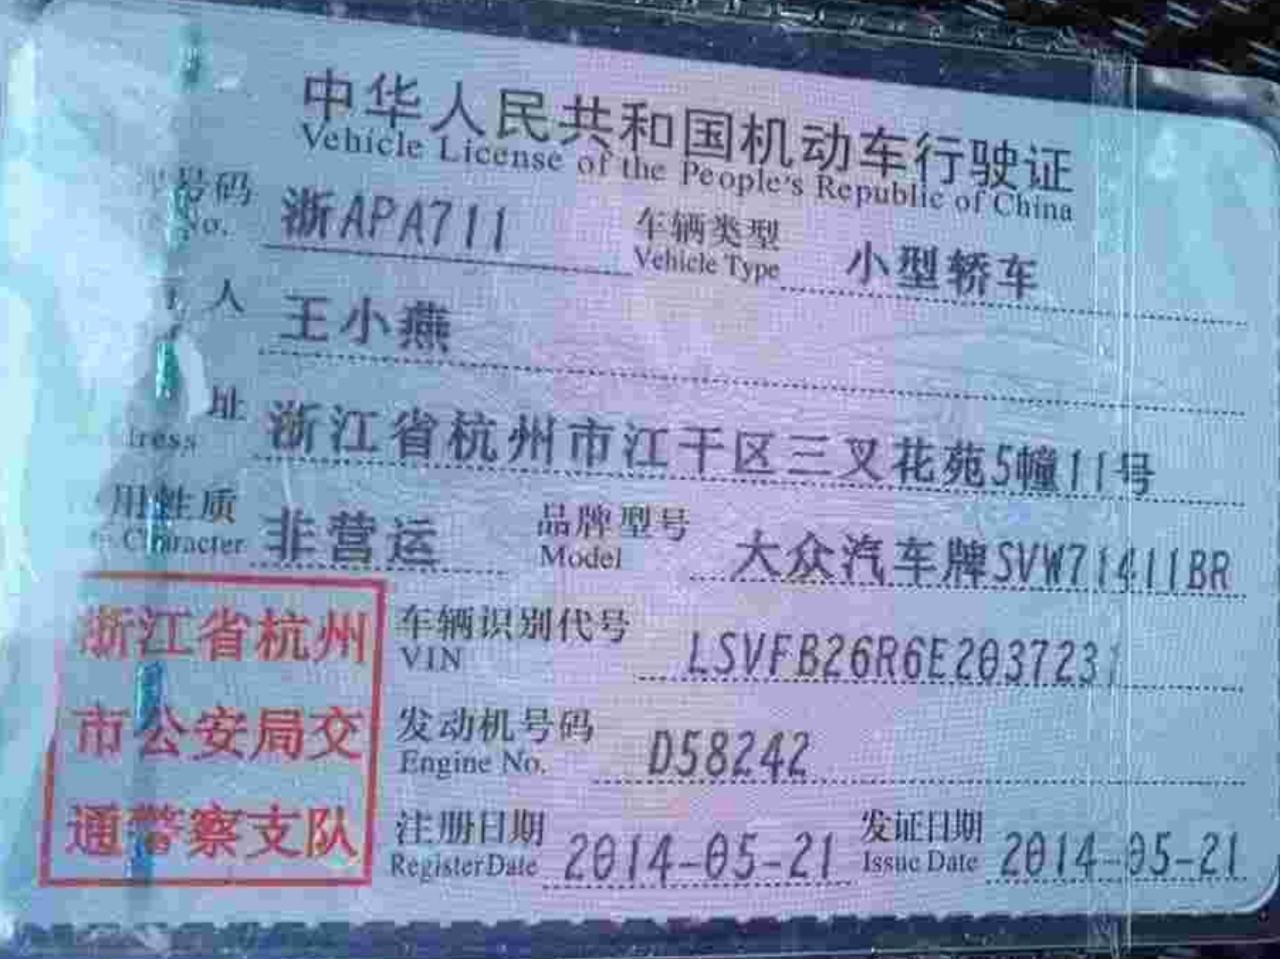 中华人民共和国机动车行驶证
Vehicle License of the People's Republic of China
号码 浙APA711 车辆类型 小型轿车
No. Vehicle Type
人 王小燕
址 浙江省杭州市江干区三叉花苑5幢11号
dress
用性质 非营运 品牌型号 大众汽车牌SVW71411BR
Character Model
浙江省杭州
市公安局交
通警察支队
车辆识别代号 LSVFB26R6E2037231
VIN
发动机号码 D58242
Engine No.
注册日期 2014-05-21 发证日期 2014-05-21
Register Date Issue Date